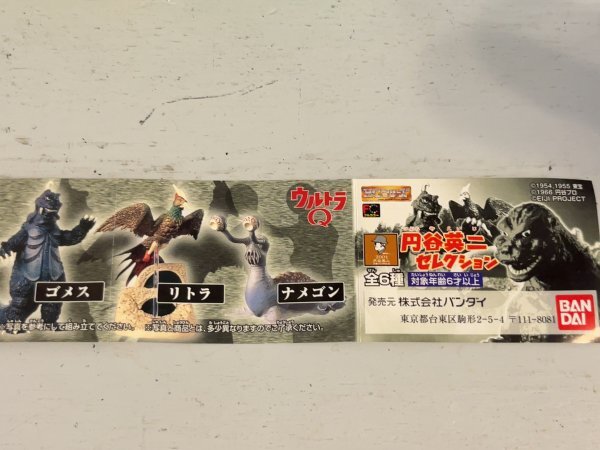 ウルトラ
Q
ゴメス
リトラ
ナメゴン
※写真を参考にして組み立ててください。
※写真と商品とは、多少異なりますのでご了承ください。
©1954,1955 東宝
©1966 円谷プロ
©EIJI PROJECT
円谷英二
セレクション
全6種
対象年齢6才以上
発売元 株式会社バンダイ
東京都台東区駒形2-5-4 〒111-8081
BAN
DAI